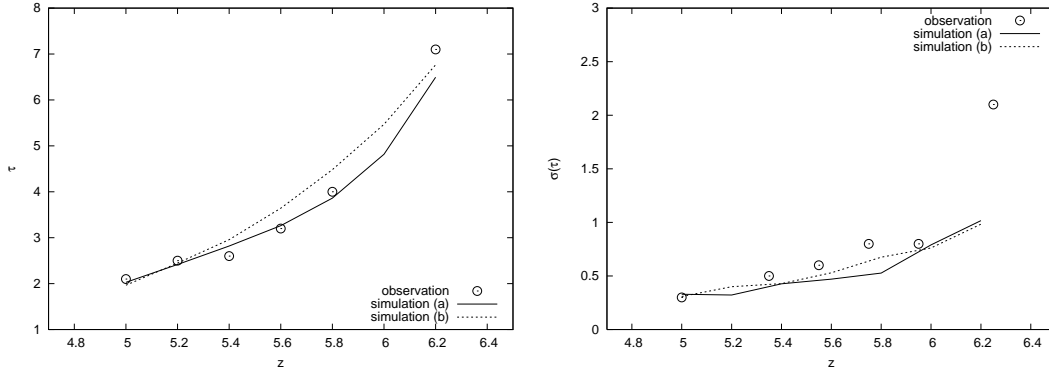 8
7
6
5
4
3
2
1
τ
4.8 5 5.2 5.4 5.6 5.8 6 6.2 6.4
z
observation
simulation (a)
simulation (b)
3
2.5
2
1.5
1
0.5
0
σ(τ)
4.8 5 5.2 5.4 5.6 5.8 6 6.2 6.4
z
observation
simulation (a)
simulation (b)